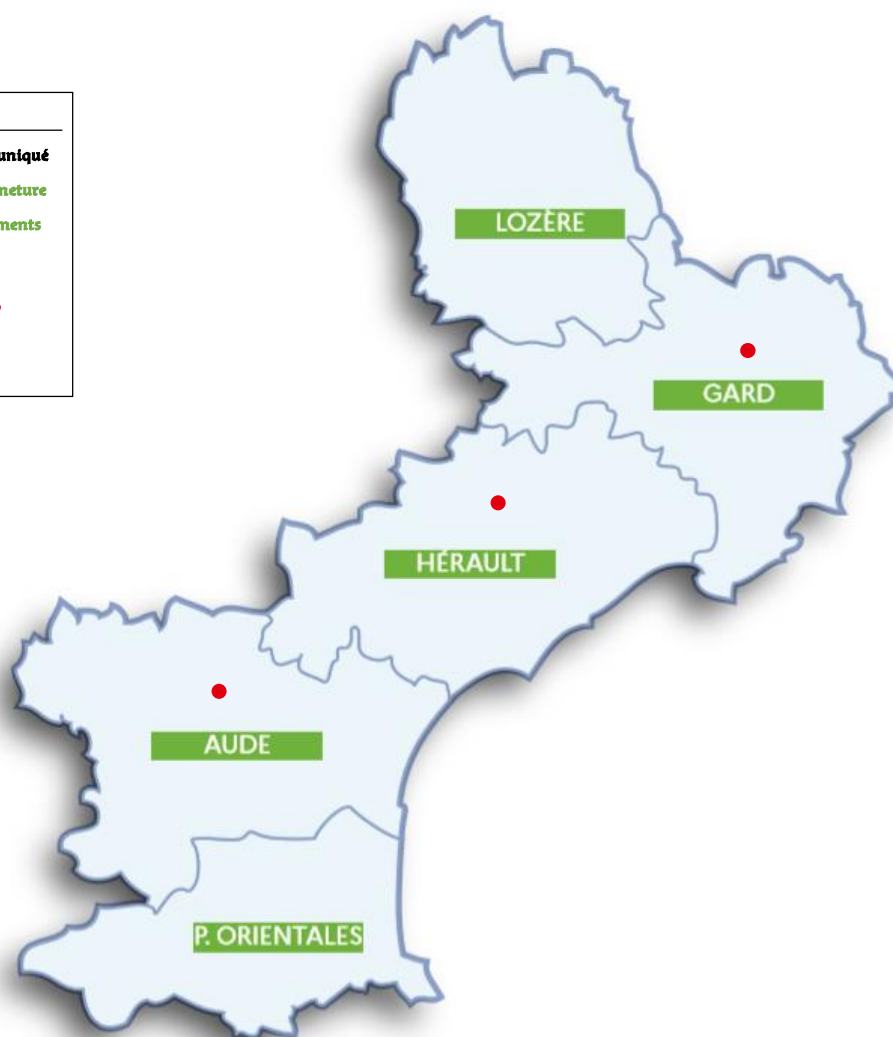 uniqué
neture
ments
LOZÈRE
GARD
HÉRAULT
AUDE
P. ORIENTALES